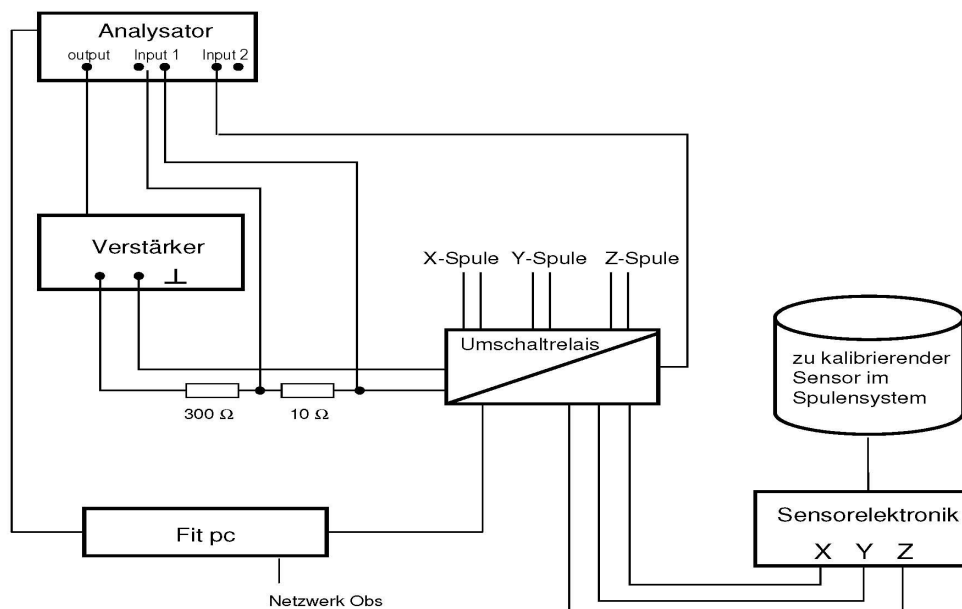 Analysator
output Input 1 Input 2
Verstärker
X-Spule Y-Spule Z-Spule
Umschaltrelais
300 Ω 10 Ω
zu kalibrierender
Sensor im
Spulensystem
Fit pc
Netzwerk Obs
Sensorelektronik
X Y Z